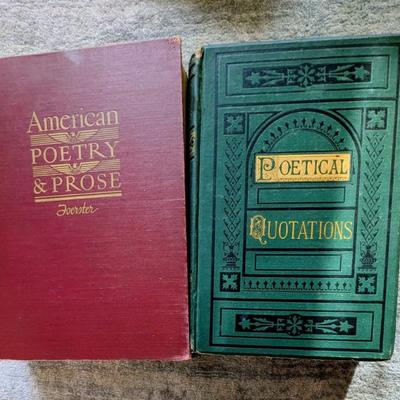 American
POETRY
& PROSE
Foerster
POETICAL
QUOTATIONS